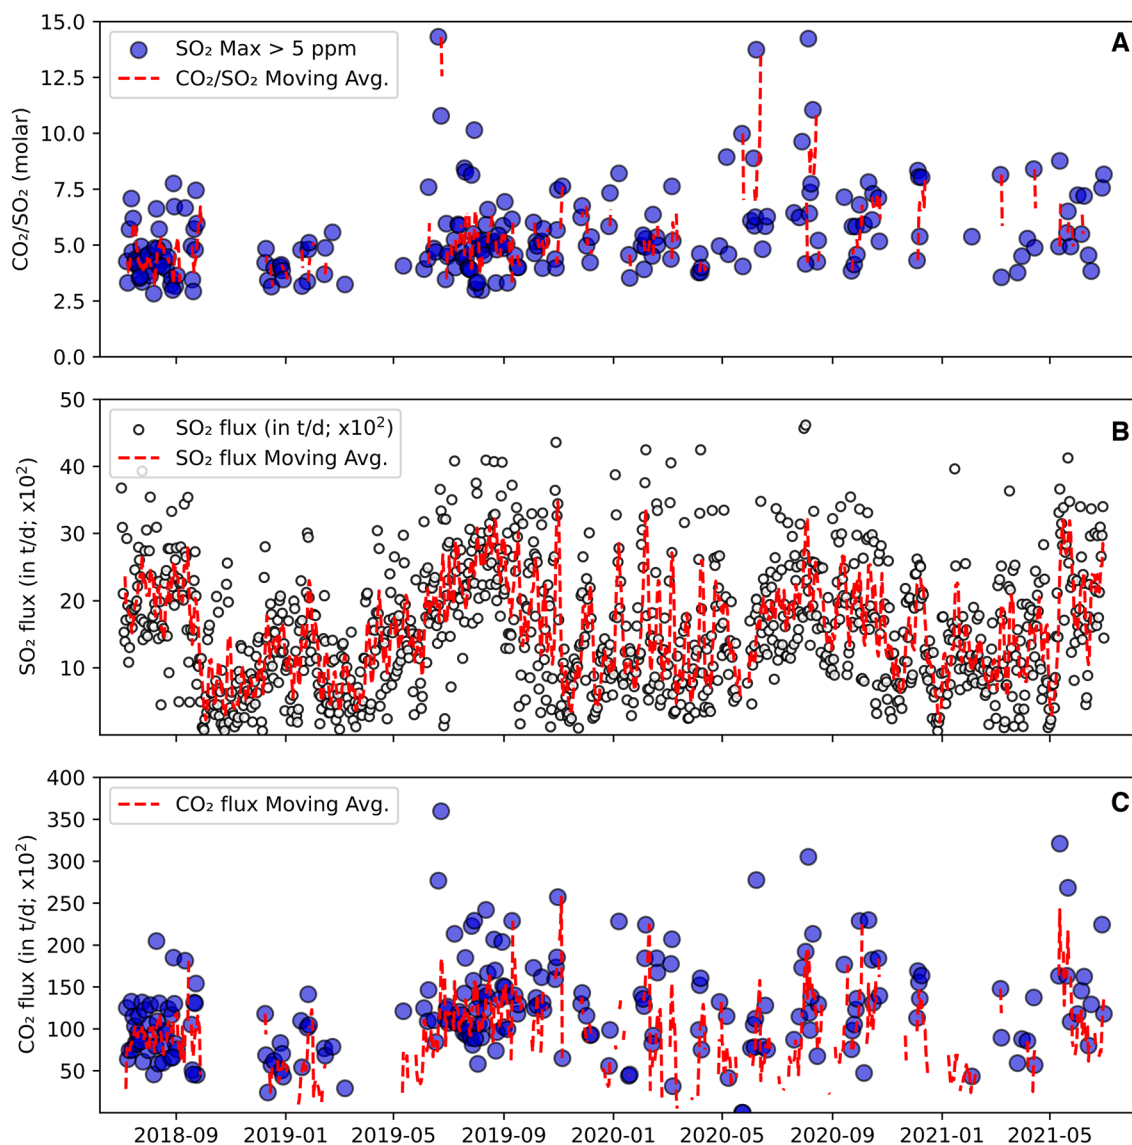 15.0
12.5
10.0
7.5
5.0
2.5
0.0
CO₂/SO₂ (molar)
SO₂ Max > 5 ppm
CO₂/SO₂ Moving Avg.
A
50
40
30
20
10
SO₂ flux (in t/d; x10²)
SO₂ flux (in t/d; x10²)
SO₂ flux Moving Avg.
B
400
350
300
250
200
150
100
50
CO₂ flux (in t/d; x10²)
CO₂ flux Moving Avg.
C
2018-09 2019-01 2019-05 2019-09 2020-01 2020-05 2020-09 2021-01 2021-05